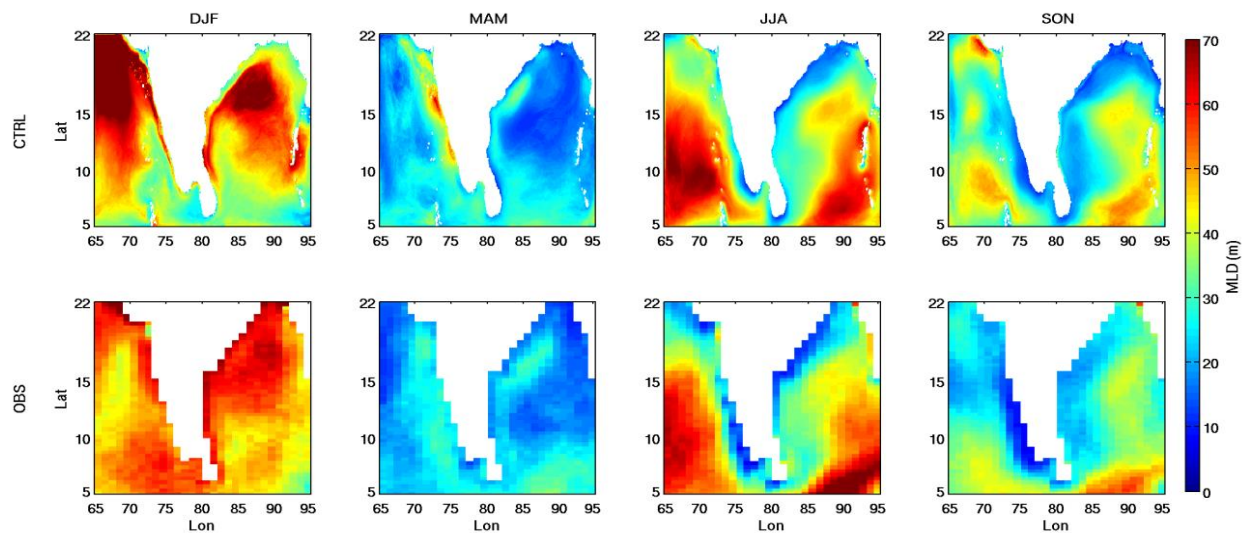 DJF MAM JJA SON
CTRL
Lat
22 22 22 22
15 15 15 15
10 10 10 10
5 5 5 5
65 70 75 80 85 90 95 65 70 75 80 85 90 95 65 70 75 80 85 90 95 65 70 75 80 85 90 95
OBS
Lat
22 22 22 22
15 15 15 15
10 10 10 10
5 5 5 5
65 70 75 80 85 90 95 65 70 75 80 85 90 95 65 70 75 80 85 90 95 65 70 75 80 85 90 95
Lon Lon Lon Lon
70
60
50
40
30
20
10
0
MLD (m)